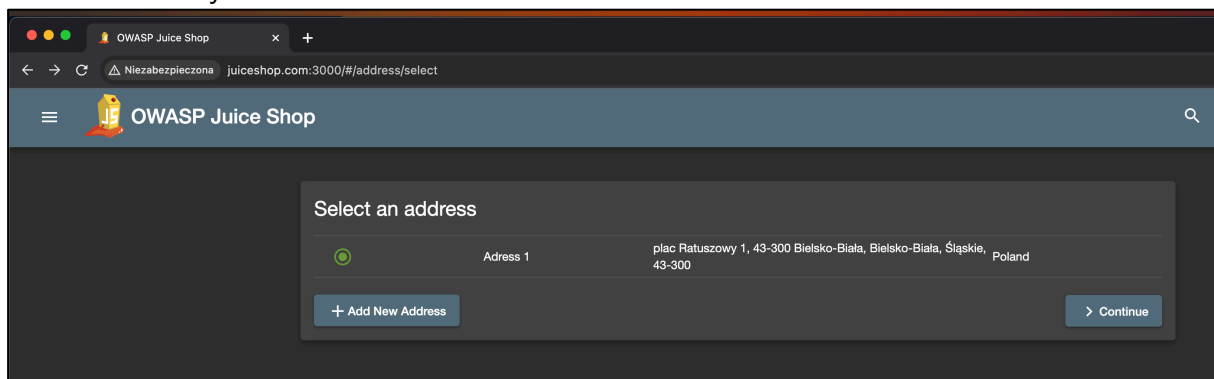 OWASP Juice Shop
Niezabezpieczona juiceshop.com:3000/#/address/select
JS OWASP Juice Shop
Select an address
Adress 1 plac Ratuszowy 1, 43-300 Bielsko-Biała, Bielsko-Biała, Śląskie, Poland
43-300
Add New Address
Continue